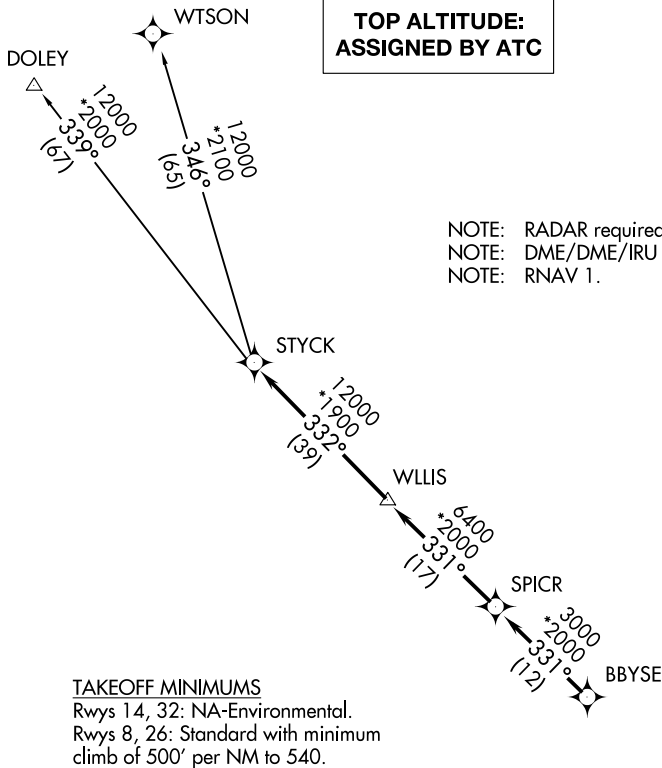 WTSON
TOP ALTITUDE:
ASSIGNED BY ATC
DOLEY
12000
*2000
339°
(67)
12000
*2100
346°
(65)
NOTE: RADAR required
NOTE: DME/DME/IRU
NOTE: RNAV 1.
STYCK
12000
*1900
332°
(39)
WLLIS
6400
*2000
331°
(17)
SPICR
3000
*2000
331°
(12)
BBYSE
TAKEOFF MINIMUMS
Rwys 14, 32: NA-Environmental.
Rwys 8, 26: Standard with minimum
climb of 500' per NM to 540.